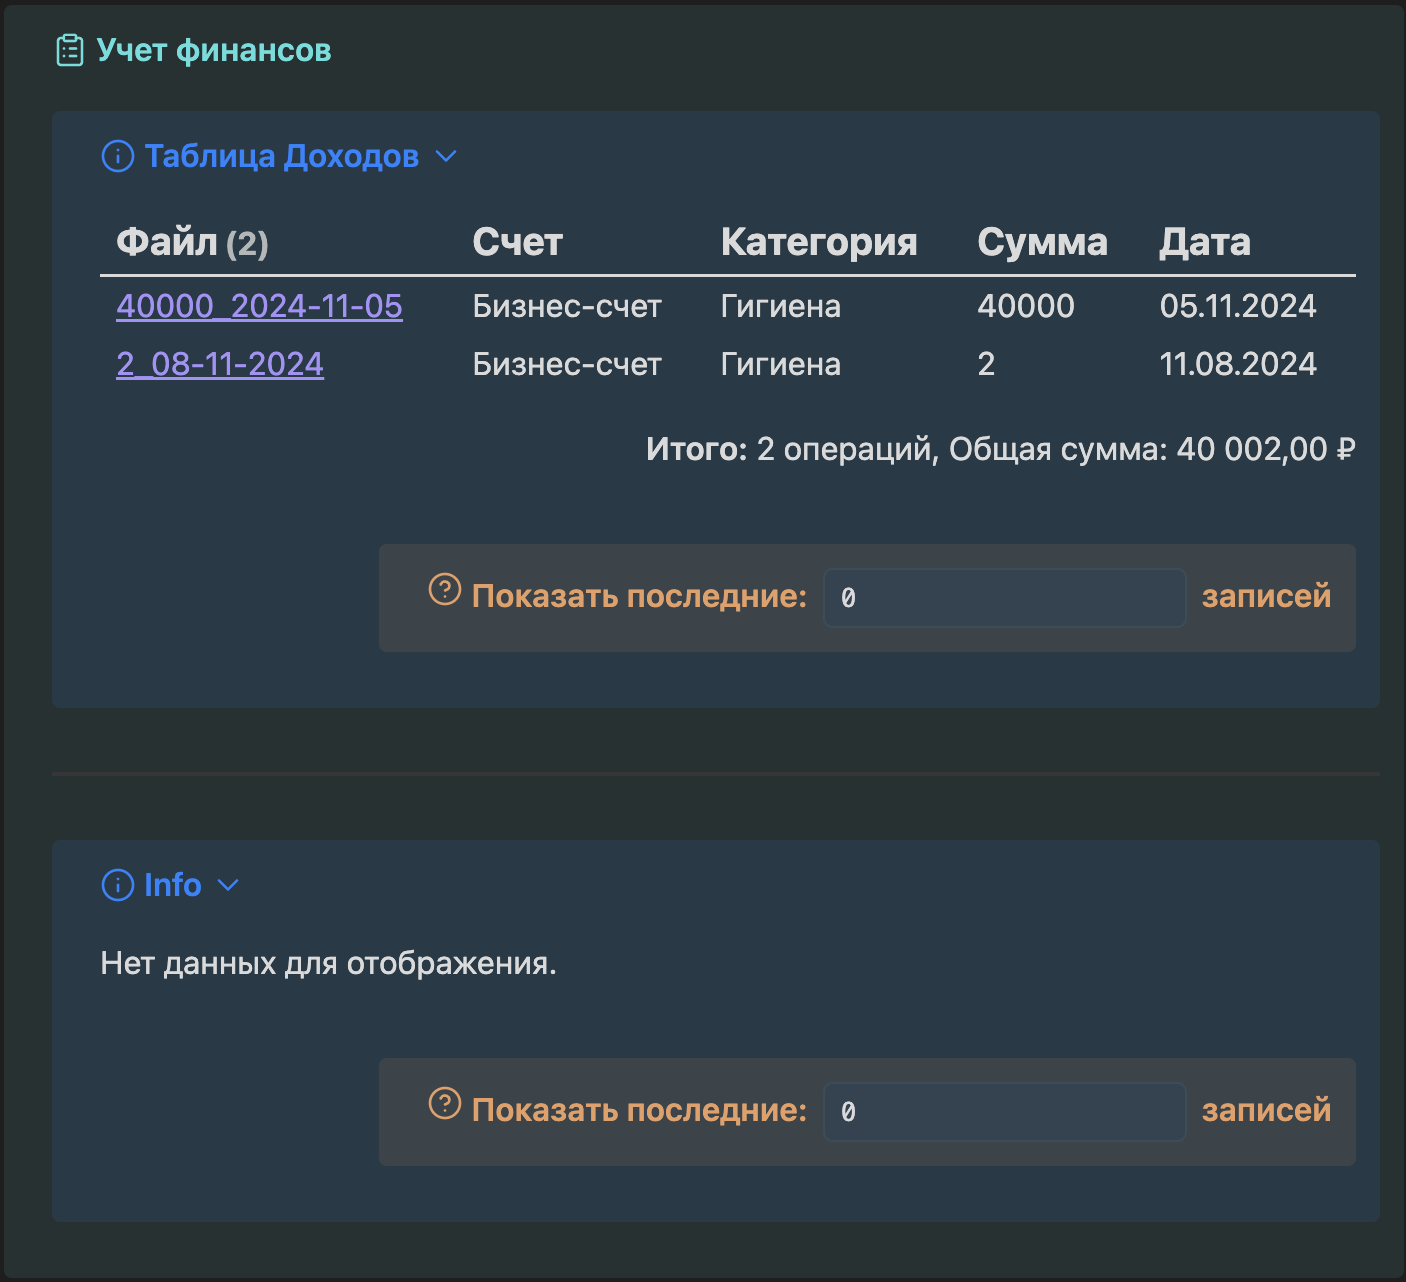 Учет финансов
Таблица Доходов
Файл (2) Счет Категория Сумма Дата
40000_2024-11-05 Бизнес-счет Гигиена 40000 05.11.2024
2_08-11-2024 Бизнес-счет Гигиена 2 11.08.2024
Итого: 2 операций, Общая сумма: 40 002,00 ₽
Показать последние: 0 записей
Info
Нет данных для отображения.
Показать последние: 0 записей